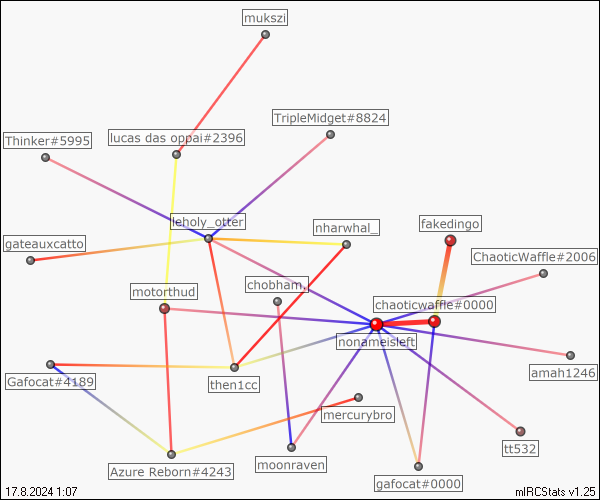 mukszi
TripleMidget#8824
Thinker#5995
lucas das oppai#2396
leholy_otter
nharwhal_
fakedingo
gateauxcatto
ChaoticWaffle#2006
chobham.
motorthud
chaoticwaffle#0000
nonameisleft
amah1246
Gafocat#4189
then1cc
mercurybro
tt532
Azure Reborn#4243
moonraven
gafocat#0000
17.8.2024 1:07
mIRCStats v1.25